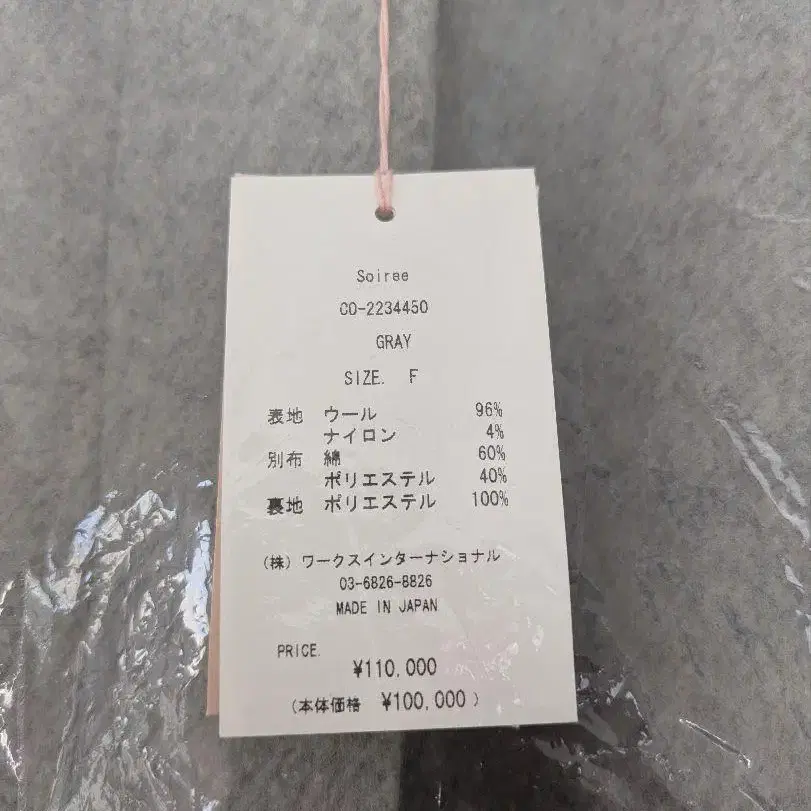 Soiree
CO-2234450
GRAY
SIZE. F
表地 ウール 96%
ナイロン 4%
別布 綿 60%
ポリエステル 40%
裏地 ポリエステル 100%
(株) ワークスインターナショナル
03-6826-8826
MADE IN JAPAN
PRICE.
¥110,000
(本体価格 ¥100,000 )